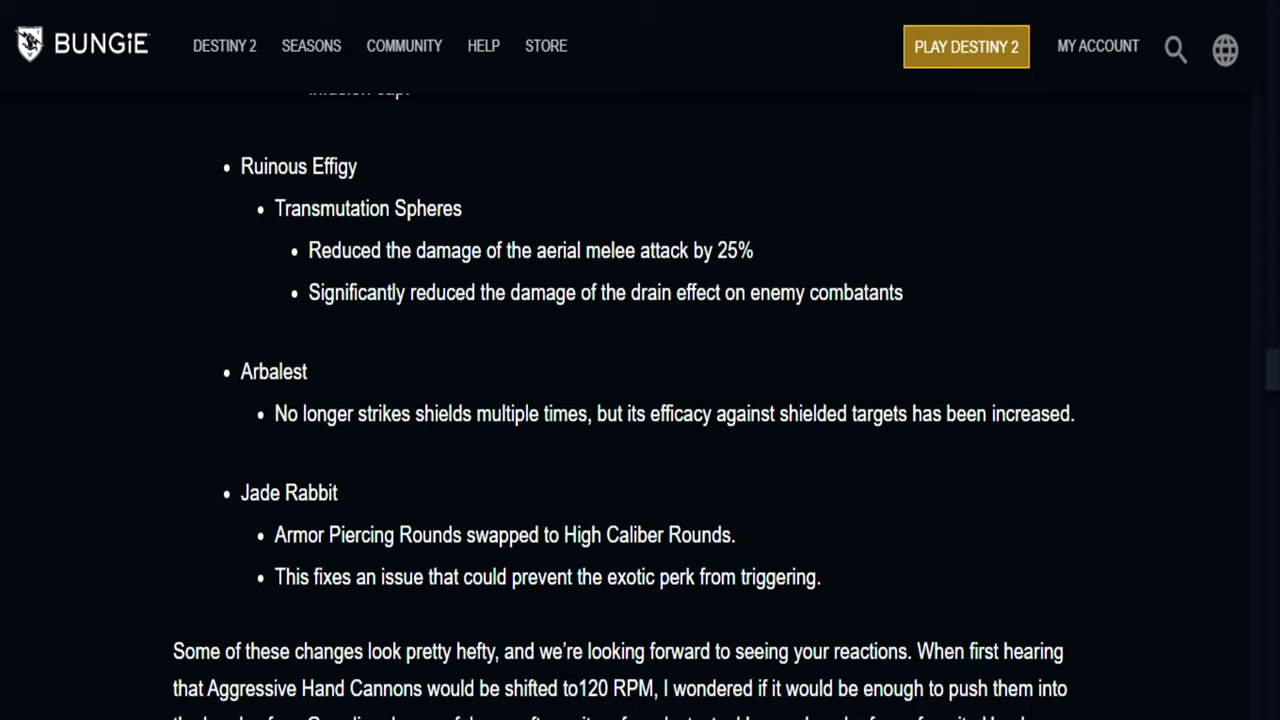 BUNGiE DESTINY 2 SEASONS COMMUNITY HELP STORE PLAY DESTINY 2 MY ACCOUNT
• Ruinous Effigy
• Transmutation Spheres
• Reduced the damage of the aerial melee attack by 25%
• Significantly reduced the damage of the drain effect on enemy combatants
• Arbalest
• No longer strikes shields multiple times, but its efficacy against shielded targets has been increased.
• Jade Rabbit
• Armor Piercing Rounds swapped to High Caliber Rounds.
• This fixes an issue that could prevent the exotic perk from triggering.
Some of these changes look pretty hefty, and we’re looking forward to seeing your reactions. When first hearing
that Aggressive Hand Cannons would be shifted to120 RPM, I wondered if it would be enough to push them into